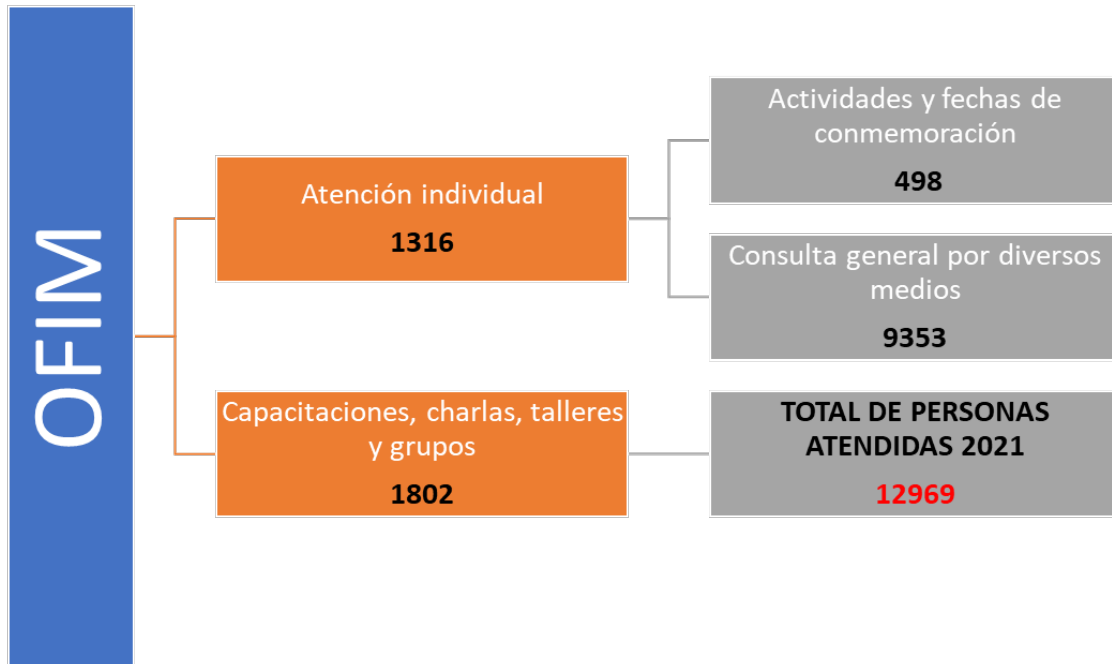 OFIM
Atención individual
1316
Capacitaciones, charlas, talleres
y grupos
1802
Actividades y fechas de
conmemoración
498
Consulta general por diversos
medios
9353
TOTAL DE PERSONAS
ATENDIDAS 2021
12969